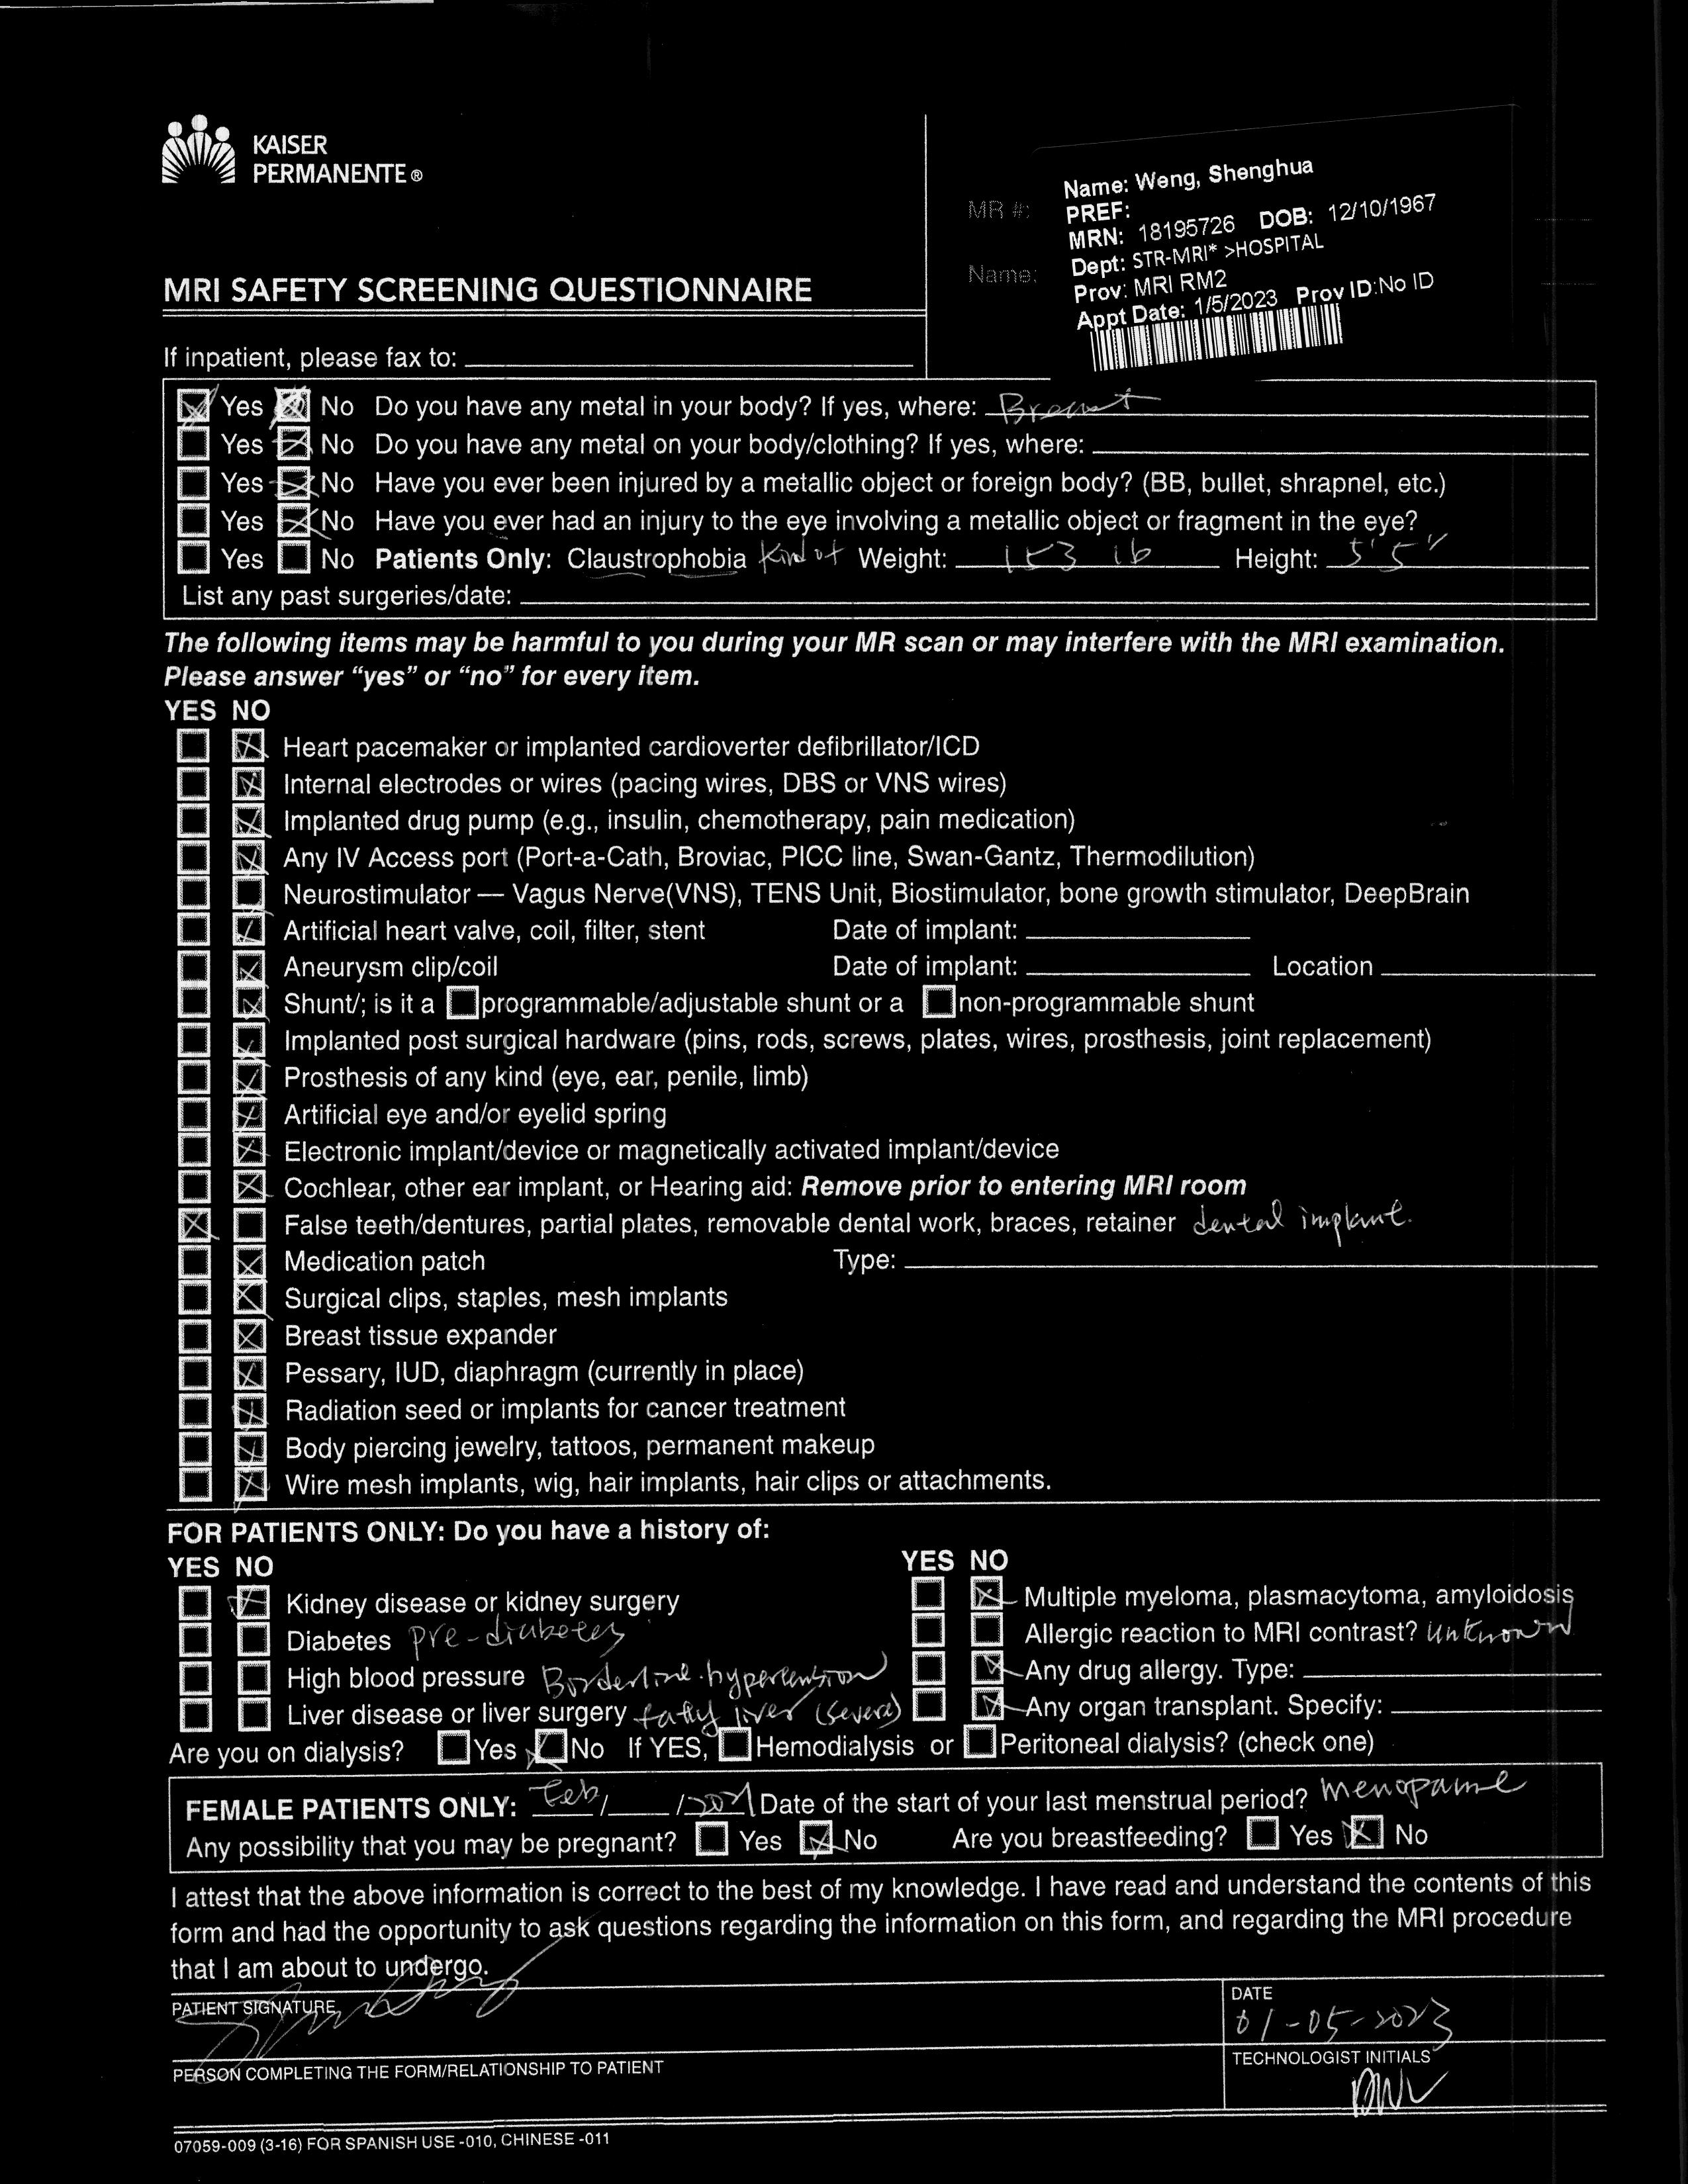 KAISER
PERMANENTE®
MR #:
Name:
Name: Weng, Shenghua
PREF:
MRN: 18195726 DOB: 12/10/1967
Dept: STR-MRI* >HOSPITAL
Prov: MRI RM2
Appt Date: 1/5/2023 Prov ID:No ID
MRI SAFETY SCREENING QUESTIONNAIRE
If inpatient, please fax to:
Yes No Do you have any metal in your body? If yes, where: Breast
Yes No Do you have any metal on your body/clothing? If yes, where:
Yes No Have you ever been injured by a metallic object or foreign body? (BB, bullet, shrapnel, etc.)
Yes No Have you ever had an injury to the eye involving a metallic object or fragment in the eye?
Yes No Patients Only: Claustrophobia Kind of Weight: 153 lb Height: 5'5"
List any past surgeries/date:
The following items may be harmful to you during your MR scan or may interfere with the MRI examination.
Please answer “yes” or “no” for every item.
YES NO
Heart pacemaker or implanted cardioverter defibrillator/ICD
Internal electrodes or wires (pacing wires, DBS or VNS wires)
Implanted drug pump (e.g., insulin, chemotherapy, pain medication)
Any IV Access port (Port-a-Cath, Broviac, PICC line, Swan-Gantz, Thermodilution)
Neurostimulator — Vagus Nerve(VNS), TENS Unit, Biostimulator, bone growth stimulator, DeepBrain
Artificial heart valve, coil, filter, stent Date of implant:
Aneurysm clip/coil Date of implant: Location
Shunt/; is it a programmable/adjustable shunt or a non-programmable shunt
Implanted post surgical hardware (pins, rods, screws, plates, wires, prosthesis, joint replacement)
Prosthesis of any kind (eye, ear, penile, limb)
Artificial eye and/or eyelid spring
Electronic implant/device or magnetically activated implant/device
Cochlear, other ear implant, or Hearing aid: Remove prior to entering MRI room
False teeth/dentures, partial plates, removable dental work, braces, retainer dental implant.
Medication patch Type:
Surgical clips, staples, mesh implants
Breast tissue expander
Pessary, IUD, diaphragm (currently in place)
Radiation seed or implants for cancer treatment
Body piercing jewelry, tattoos, permanent makeup
Wire mesh implants, wig, hair implants, hair clips or attachments.
FOR PATIENTS ONLY: Do you have a history of:
YES NO YES NO
Kidney disease or kidney surgery Multiple myeloma, plasmacytoma, amyloidosis
Diabetes pre-diabetes Allergic reaction to MRI contrast? Unknown
High blood pressure Borderline hypertension Any drug allergy. Type:
Liver disease or liver surgery fatty liver (severe) Any organ transplant. Specify:
Are you on dialysis? Yes No If YES, Hemodialysis or Peritoneal dialysis? (check one)
FEMALE PATIENTS ONLY: Feb / / 2021 Date of the start of your last menstrual period? Menopause
Any possibility that you may be pregnant? Yes No Are you breastfeeding? Yes No
I attest that the above information is correct to the best of my knowledge. I have read and understand the contents of this
form and had the opportunity to ask questions regarding the information on this form, and regarding the MRI procedure
that I am about to undergo.
PATIENT SIGNATURE
DATE
01-05-2023
PERSON COMPLETING THE FORM/RELATIONSHIP TO PATIENT
TECHNOLOGIST INITIALS
07059-009 (3-16) FOR SPANISH USE -010, CHINESE -011